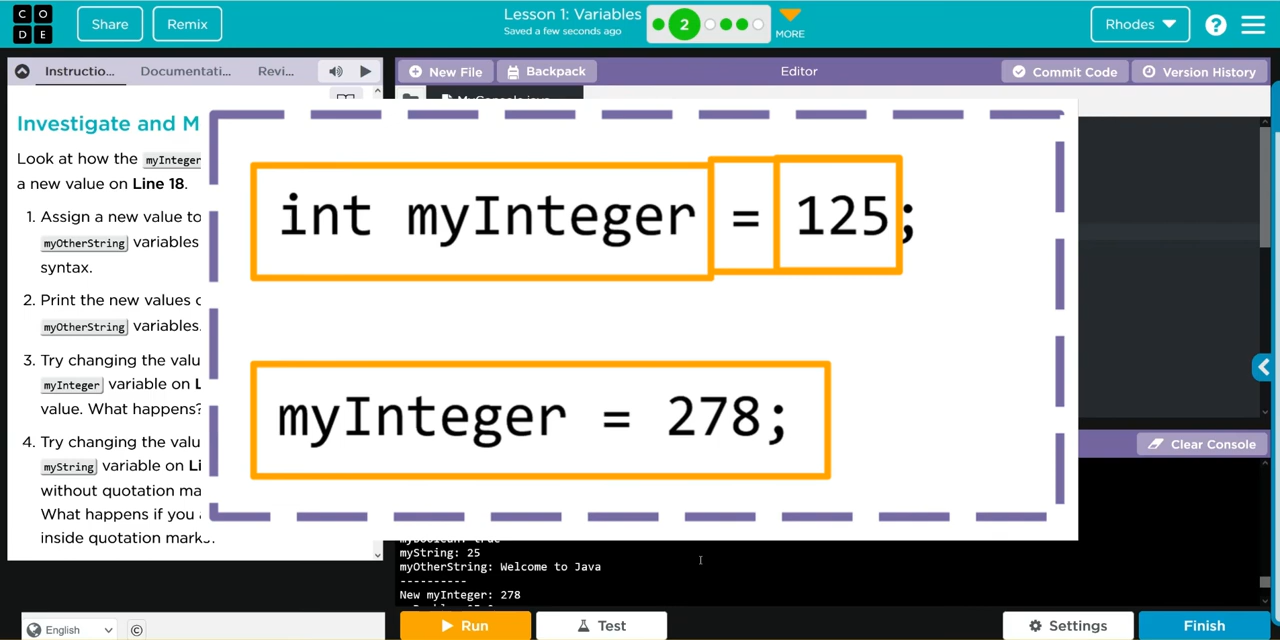 CODE
Share
Remix
Lesson 1: Variables
Saved a few seconds ago
2
MORE
Rhodes
?
Instructio...
Documentati...
Revi...
New File
Backpack
Editor
Commit Code
Version History
Investigate and M
Look at how the myInteger
a new value on Line 18.
1. Assign a new value to
myOtherString variables
syntax.
2. Print the new values
myOtherString variables.
3. Try changing the valu
myInteger variable on L
value. What happens?
4. Try changing the valu
myString variable on Li
without quotation ma
What happens if you
inside quotation mark
int myInteger = 125;
myInteger = 278;
Clear Console
myBoolean: true
myString: 25
myOtherString: Welcome to Java
----------
New myInteger: 278
English
©
Run
Test
Settings
Finish